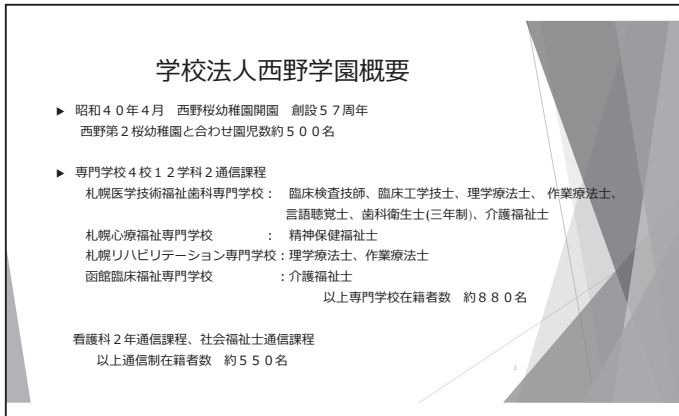 学校法人西野学園概要
▶ 昭和４０年４月　西野桜幼稚園開園　創設５７周年
西野第２桜幼稚園と合わせ園児数約５００名
▶ 専門学校４校１２学科２通信課程
札幌医学技術福祉歯科専門学校：　臨床検査技師、臨床工学技士、理学療法士、 作業療法士、
言語聴覚士、歯科衛生士(三年制)、介護福祉士
札幌心療福祉専門学校　　　　　：　精神保健福祉士
札幌リハビリテーション専門学校：理学療法士、作業療法士
函館臨床福祉専門学校　　　　　：介護福祉士
以上専門学校在籍者数　約８８０名
看護科２年通信課程、社会福祉士通信課程
以上通信制在籍者数　約５５０名
3